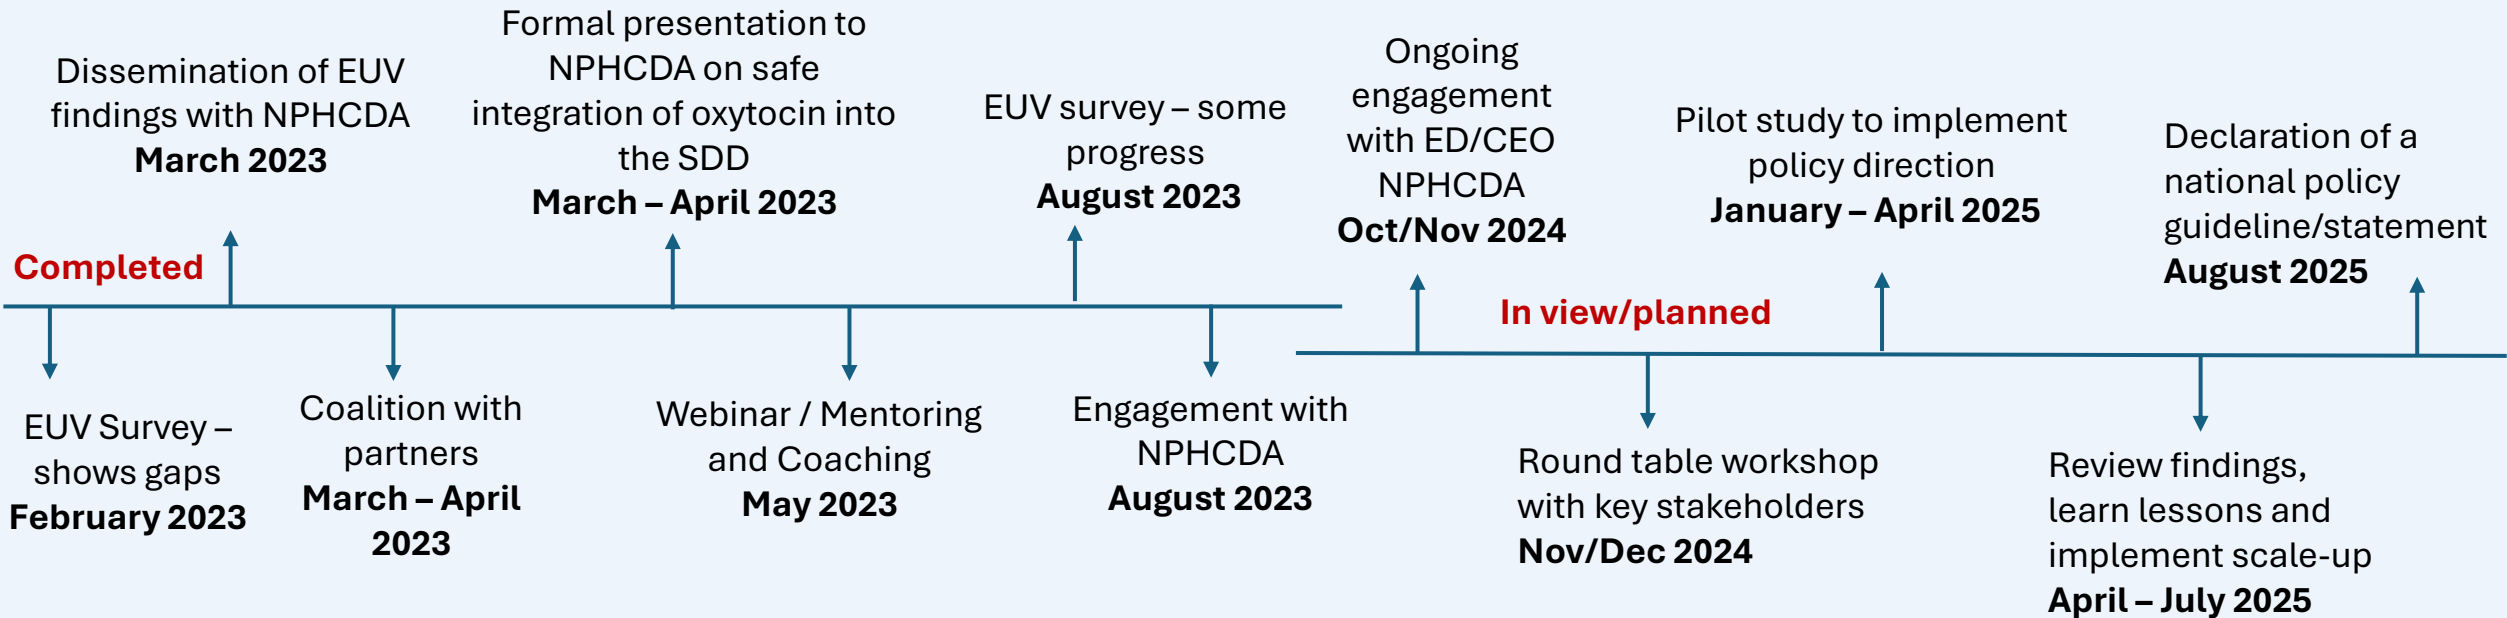 Dissemination of EUV
findings with NPHCDA
March 2023
Formal presentation to
NPHCDA on safe
integration of oxytocin into
the SDD
March – April 2023
EUV survey – some
progress
August 2023
Ongoing
engagement
with ED/CEO
NPHCDA
Oct/Nov 2024
Pilot study to implement
policy direction
January – April 2025
Declaration of a
national policy
guideline/statement
August 2025
Completed
In view/planned
EUV Survey –
shows gaps
February 2023
Coalition with
partners
March – April
2023
Webinar / Mentoring
and Coaching
May 2023
Engagement with
NPHCDA
August 2023
Round table workshop
with key stakeholders
Nov/Dec 2024
Review findings,
learn lessons and
implement scale-up
April – July 2025